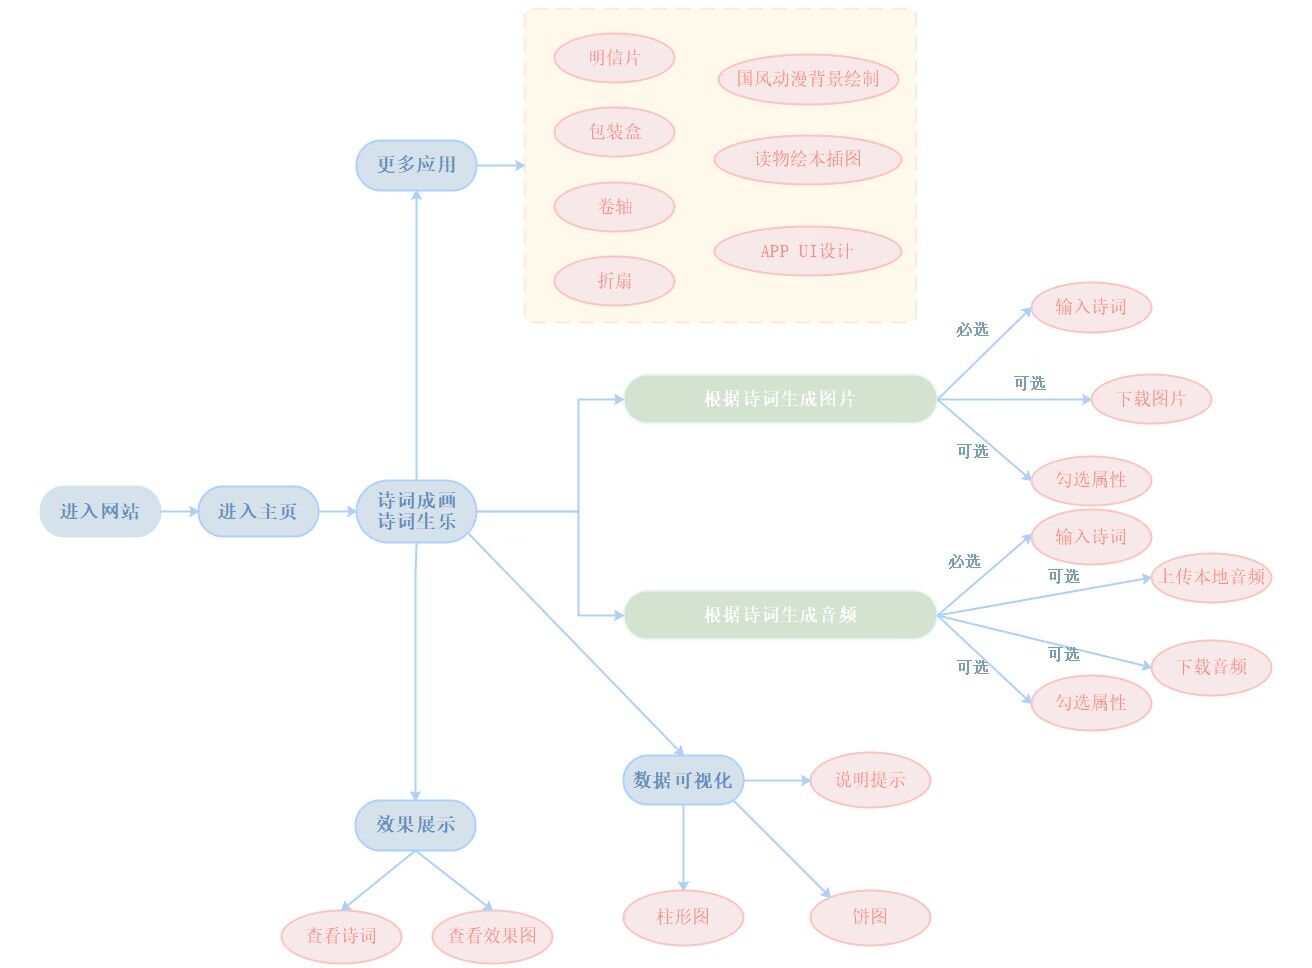 明信片
国风动漫背景绘制
包装盒
读物绘本插图
更多应用
卷轴
APP UI设计
折扇
输入诗词
必选
可选
根据诗词生成图片
下载图片
可选
勾选属性
进入网站
进入主页
诗词成画
诗词生乐
输入诗词
必选
可选
上传本地音频
根据诗词生成音频
可选
下载音频
可选
勾选属性
数据可视化
说明提示
效果展示
柱形图
饼图
查看诗词
查看效果图